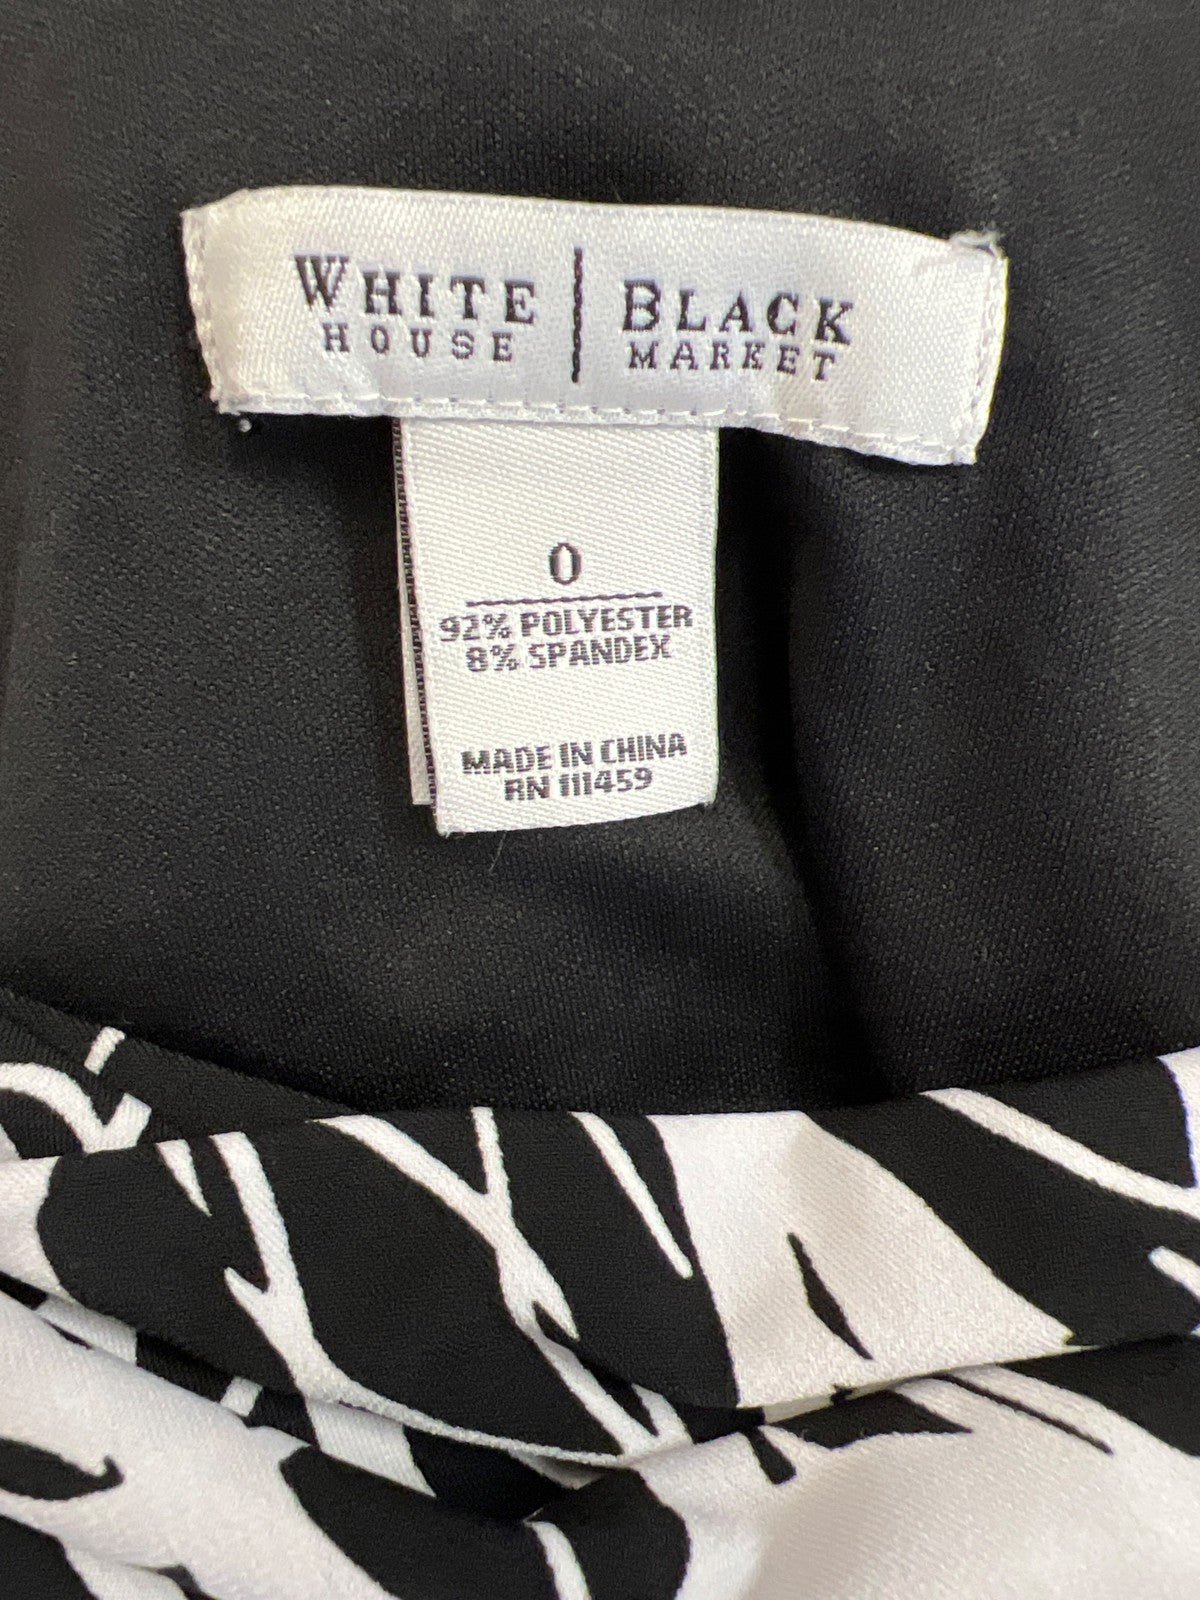 WHITE | BLACK
HOUSE | MARKET
0
92% POLYESTER
8% SPANDEX
MADE IN CHINA
RN 111459